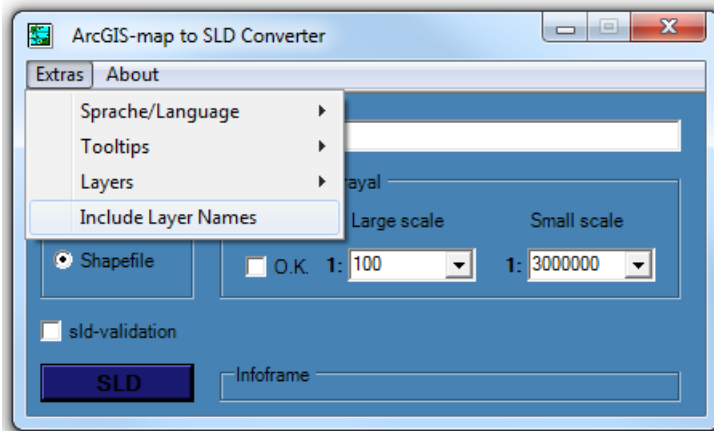 ArcGIS-map to SLD Converter
Extras About
Sprache/Language
Tooltips
Layers
Include Layer Names
rayal
Large scale Small scale
Shapefile
O.K. 1: 100 1: 3000000
sld-validation
SLD
Infoframe